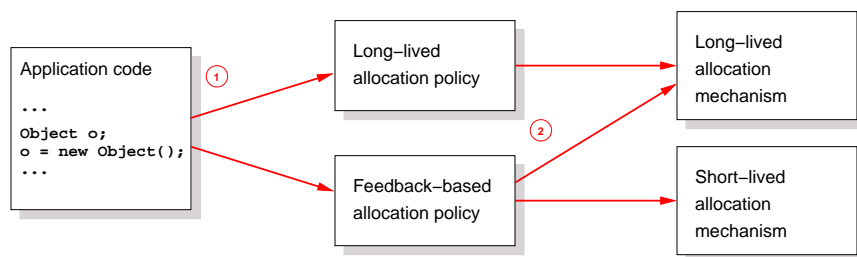 Application code
...
Object o;
o = new Object();
...
1
Long−lived
allocation policy
Feedback−based
allocation policy
2
Long−lived
allocation
mechanism
Short−lived
allocation
mechanism